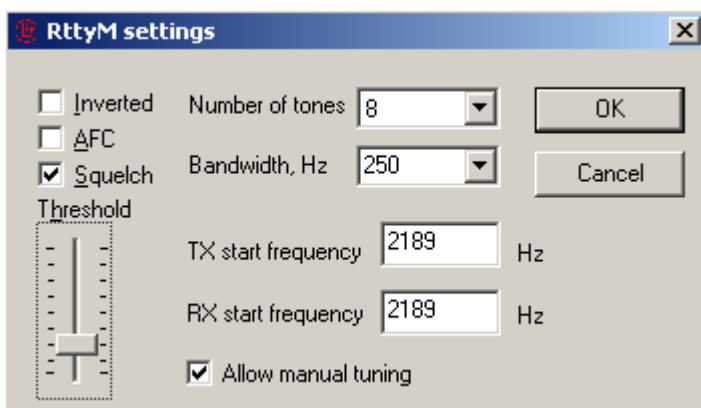 RttyM settings
Inverted
AFC
Squelch
Threshold
Number of tones 8
Bandwidth, Hz 250
TX start frequency 2189 Hz
RX start frequency 2189 Hz
Allow manual tuning
OK
Cancel